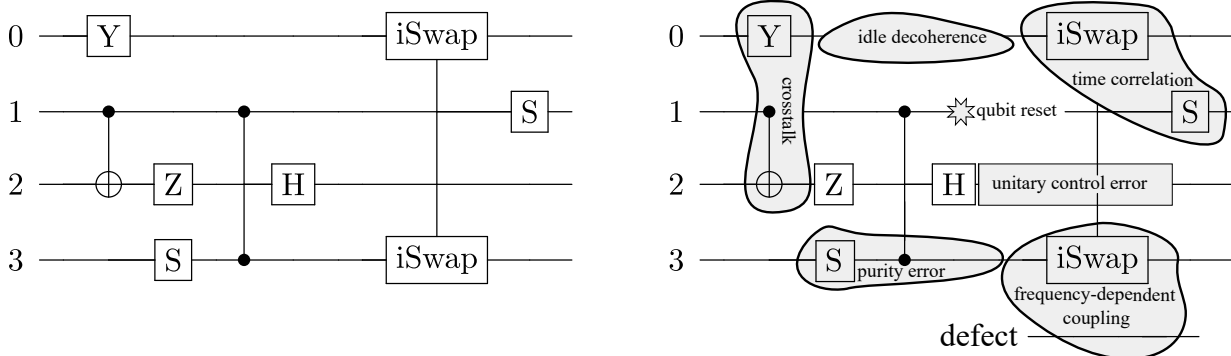 0 Y iSwap
1 S
2 Z H
3 S iSwap
0 Y idle decoherence iSwap
time correlation
crosstalk
1 qubit reset S
2 Z H unitary control error
3 S iSwap
purity error
frequency-dependent
coupling
defect